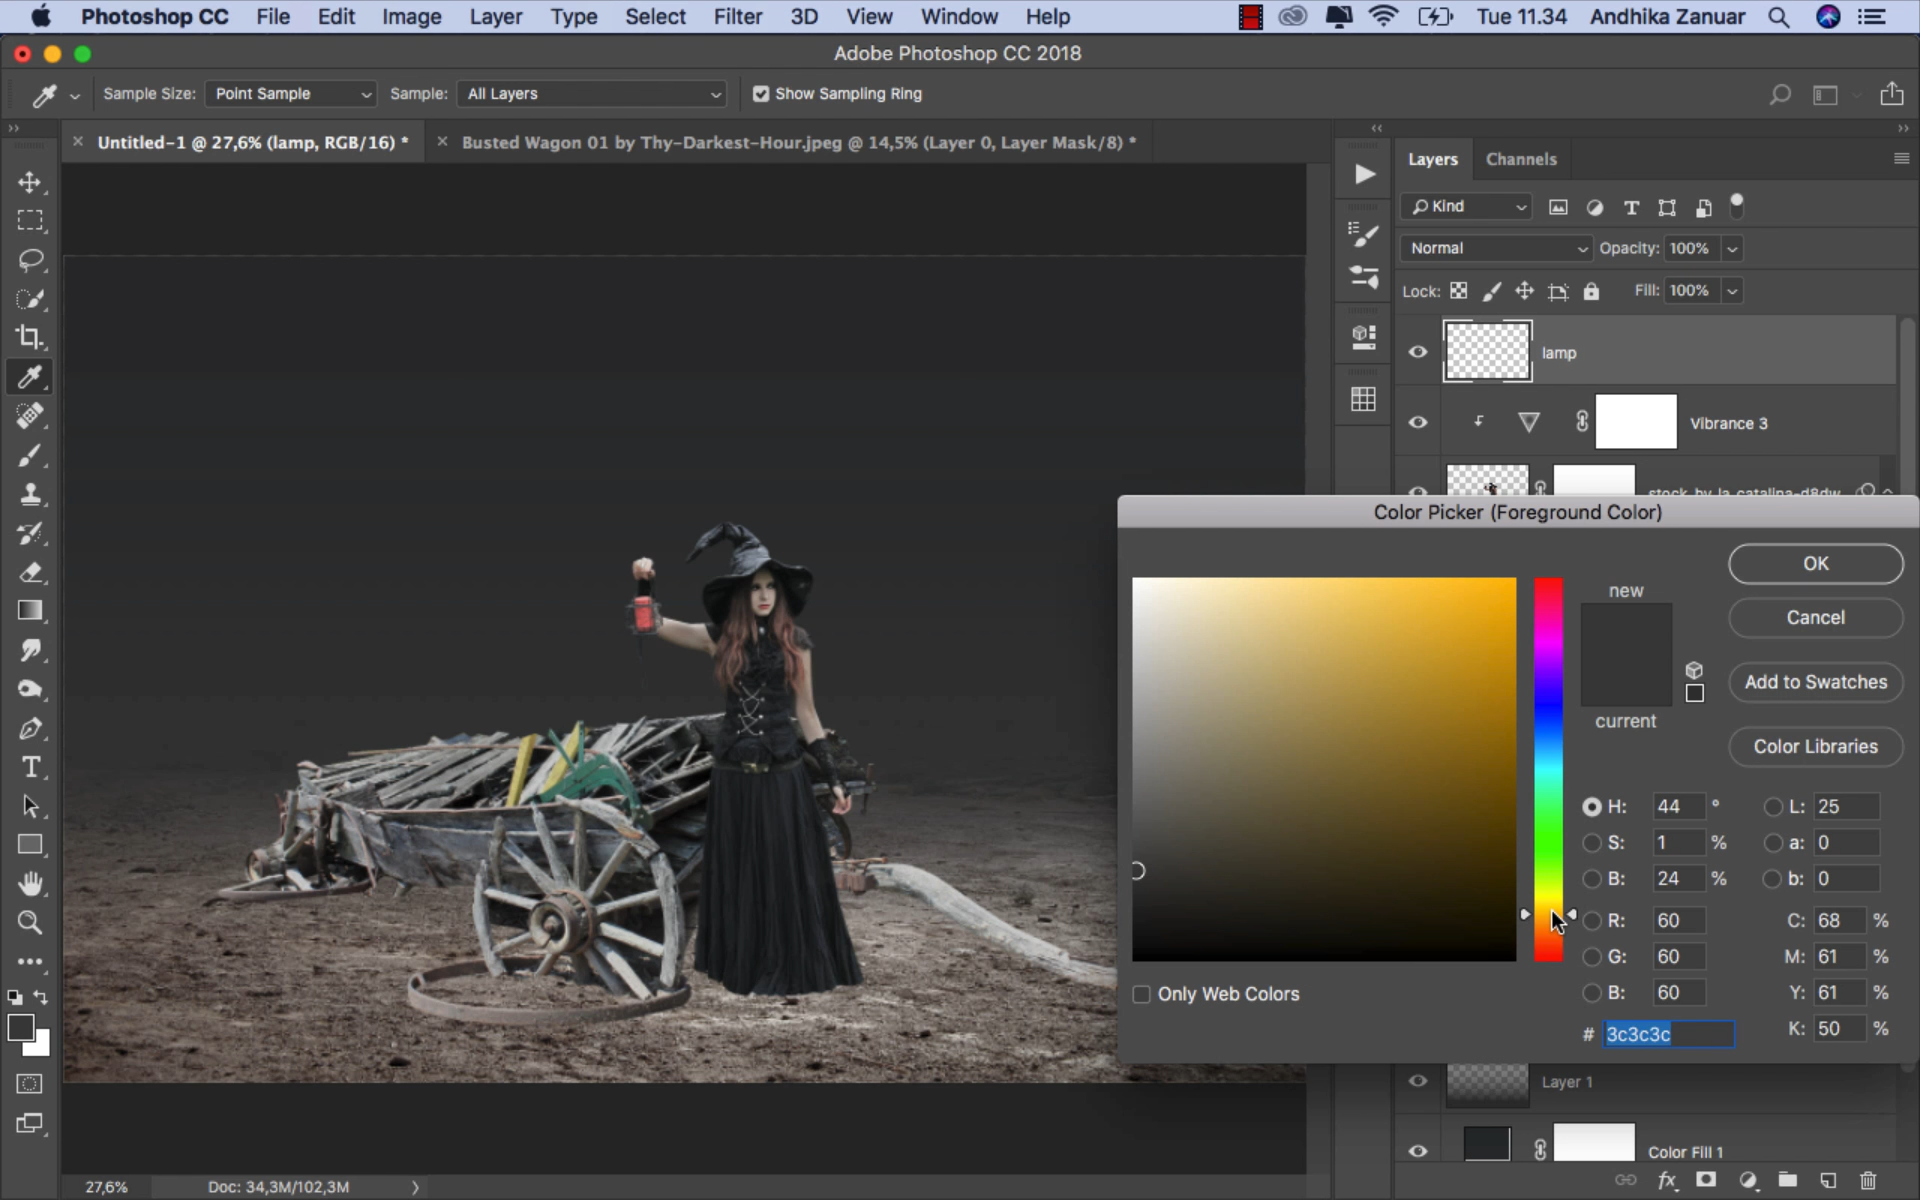 Photoshop CC File Edit Image Layer Type Select Filter 3D View Window Help Tue 11.34 Andhika Zanuar
Adobe Photoshop CC 2018
Sample Size: Point Sample Sample: All Layers Show Sampling Ring
Untitled-1 @ 27,6% (lamp, RGB/16) * Busted Wagon 01 by Thy-Darkest-Hour.jpeg @ 14,5% (Layer 0, Layer Mask/8) *
Layers Channels
Kind
Normal Opacity: 100%
Lock: Fill: 100%
lamp
Vibrance 3
stock_by_la_catalina-d8dw...
Color Picker (Foreground Color)
OK
new
Cancel
Add to Swatches
current
Color Libraries
H: 44 ° L: 25
S: 1 % a: 0
B: 24 % b: 0
R: 60 C: 68 %
G: 60 M: 61 %
B: 60 Y: 61 %
Only Web Colors
# 3c3c3c K: 50 %
Layer 1
Color Fill 1
27,6% Doc: 34,3M/102,3M